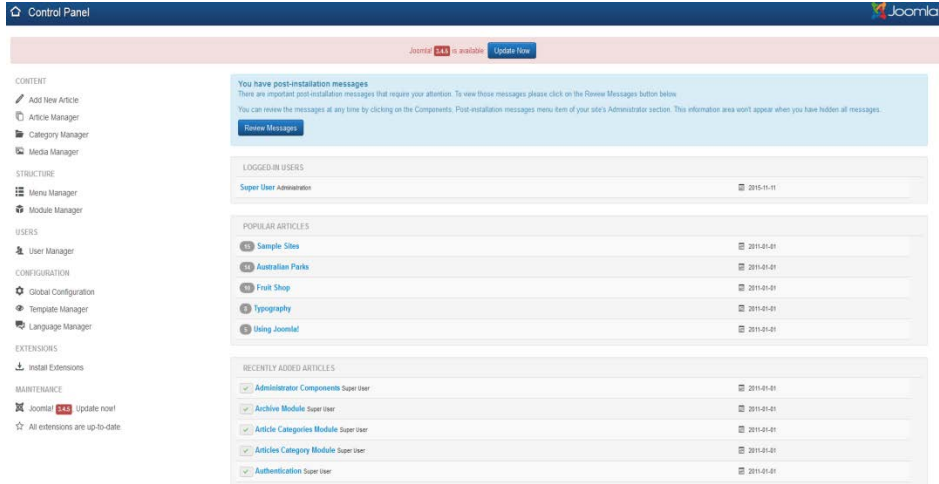 Control Panel
Joomla
Joomla! 3.4.5 is available Update Now
CONTENT
Add New Article
Article Manager
Category Manager
Media Manager
STRUCTURE
Menu Manager
Module Manager
USERS
User Manager
CONFIGURATION
Global Configuration
Template Manager
Language Manager
EXTENSIONS
Install Extensions
MAINTENANCE
Joomla! 3.4.5 Update now!
All extensions are up-to-date
You have post-installation messages
There are important post-installation messages that require your attention. To view those messages please click on the Review Messages button below.
You can review the messages at any time by clicking on the Components, Post-installation messages menu item of your site's Administrator section. This information area won't appear when you have hidden all messages.
Review Messages
LOGGED-IN USERS
Super User Administration 2015-11-11
POPULAR ARTICLES
15 Sample Sites 2011-01-01
14 Australian Parks 2011-01-01
10 Fruit Shop 2011-01-01
Typography 2011-01-01
5 Using Joomla! 2011-01-01
RECENTLY ADDED ARTICLES
Administrator Components Super User 2011-01-01
Archive Module Super User 2011-01-01
Article Categories Module Super User 2011-01-01
Articles Category Module Super User 2011-01-01
Authentication Super User 2011-01-01